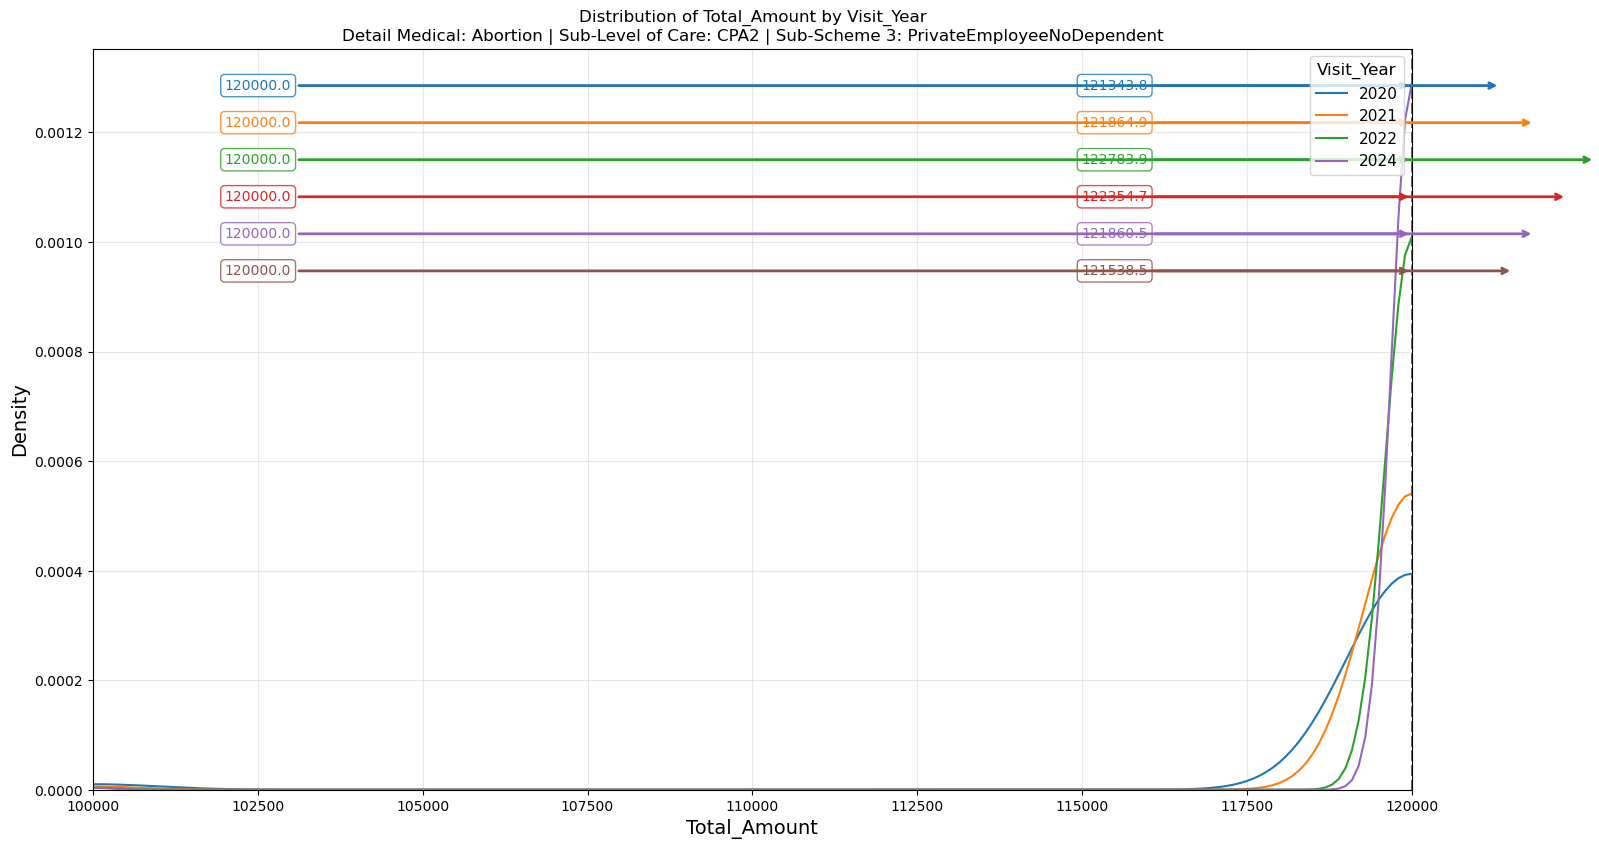 Distribution of Total_Amount by Visit_Year
Detail Medical: Abortion | Sub-Level of Care: CPA2 | Sub-Scheme 3: PrivateEmployeeNoDependent
Visit_Year
2020
2021
2022
2024
120000.0 121343.8
120000.0 121864.9
120000.0 122783.9
120000.0 122354.7
120000.0 121860.5
120000.0 121538.5
Density
0.0012
0.0010
0.0008
0.0006
0.0004
0.0002
0.0000
100000 102500 105000 107500 110000 112500 115000 117500 120000
Total_Amount